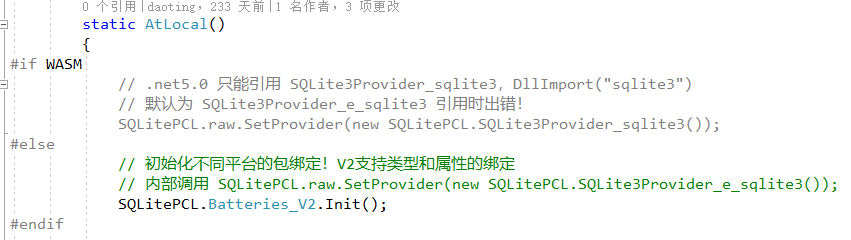 0 个引用|daoting，233 天前|1 名作者，3 项更改
static AtLocal()
{
#if WASM
// .net5.0 只能引用 SQLite3Provider_sqlite3，DllImport("sqlite3")
// 默认为 SQLite3Provider_e_sqlite3 引用时出错！
SQLitePCL.raw.SetProvider(new SQLitePCL.SQLite3Provider_sqlite3());
#else
// 初始化不同平台的包绑定！V2支持类型和属性的绑定
// 内部调用 SQLitePCL.raw.SetProvider(new SQLitePCL.SQLite3Provider_e_sqlite3());
SQLitePCL.Batteries_V2.Init();
#endif